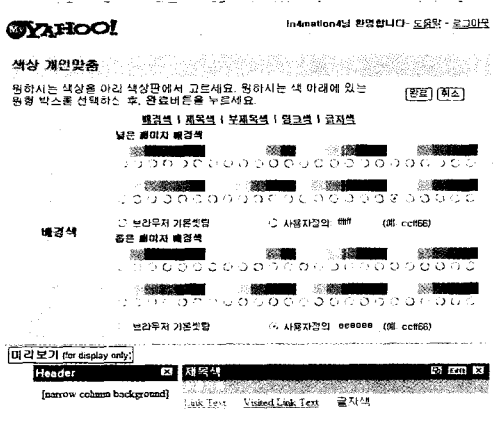 My YAHOO!
In4mation4님 환영합니다- 도움말 - 로그아웃
색상 개인맞춤
원하시는 색상을 아래 색상판에서 고르세요. 원하시는 색 아래에 있는
원형 박스를 선택하신 후, 완료버튼을 누르세요.
완료 취소
배경색 | 제목색 | 부제목색 | 링크색 | 글자색
넓은 페이지 배경색
브라우저 기본셋팅 사용자정의: ffffff (예: ccff66)
배경색
좁은 페이지 배경색
브라우저 기본셋팅 사용자정의: eeeeee (예: ccff66)
미리보기 (for display only)
Header X 제목색 Edit X
[narrow column background]
Link Text Visited Link Text 글자색